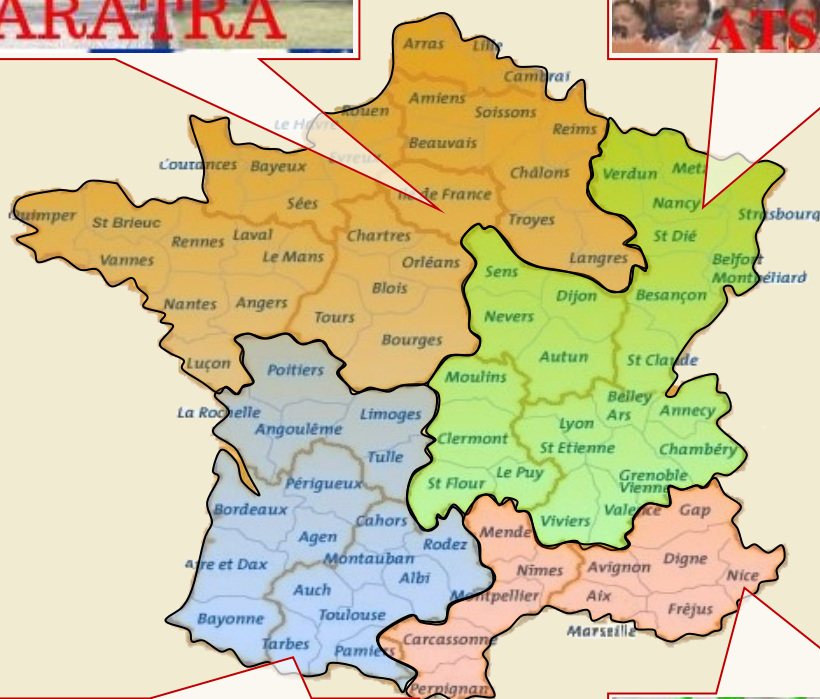 ARATRA
ATS
Arras
Lille
Cambrai
Amiens
Rouen
Soissons
Le Havre
Reims
Beauvais
Evreux
Coutances
Bayeux
Châlons
Verdun
Metz
Ile de France
Sées
Nancy
Troyes
Strasbourg
Quimper
St Brieuc
Rennes
Laval
Chartres
St Dié
Vannes
Le Mans
Orléans
Langres
Belfort
Montbéliard
Sens
Blois
Dijon
Besançon
Nantes
Angers
Tours
Nevers
Bourges
Autun
St Claude
Luçon
Poitiers
Moulins
Belley
Ars
Annecy
La Rochelle
Limoges
Lyon
Angoulême
Clermont
St Etienne
Chambéry
Tulle
Le Puy
Grenoble
Vienne
Périgueux
St Flour
Bordeaux
Cahors
Viviers
Valence
Gap
Agen
Rodez
Mende
Montauban
Digne
Aire et Dax
Albi
Nîmes
Avignon
Nice
Auch
Montpellier
Aix
Fréjus
Bayonne
Toulouse
Marseille
Tarbes
Pamiers
Carcassonne
Perpignan